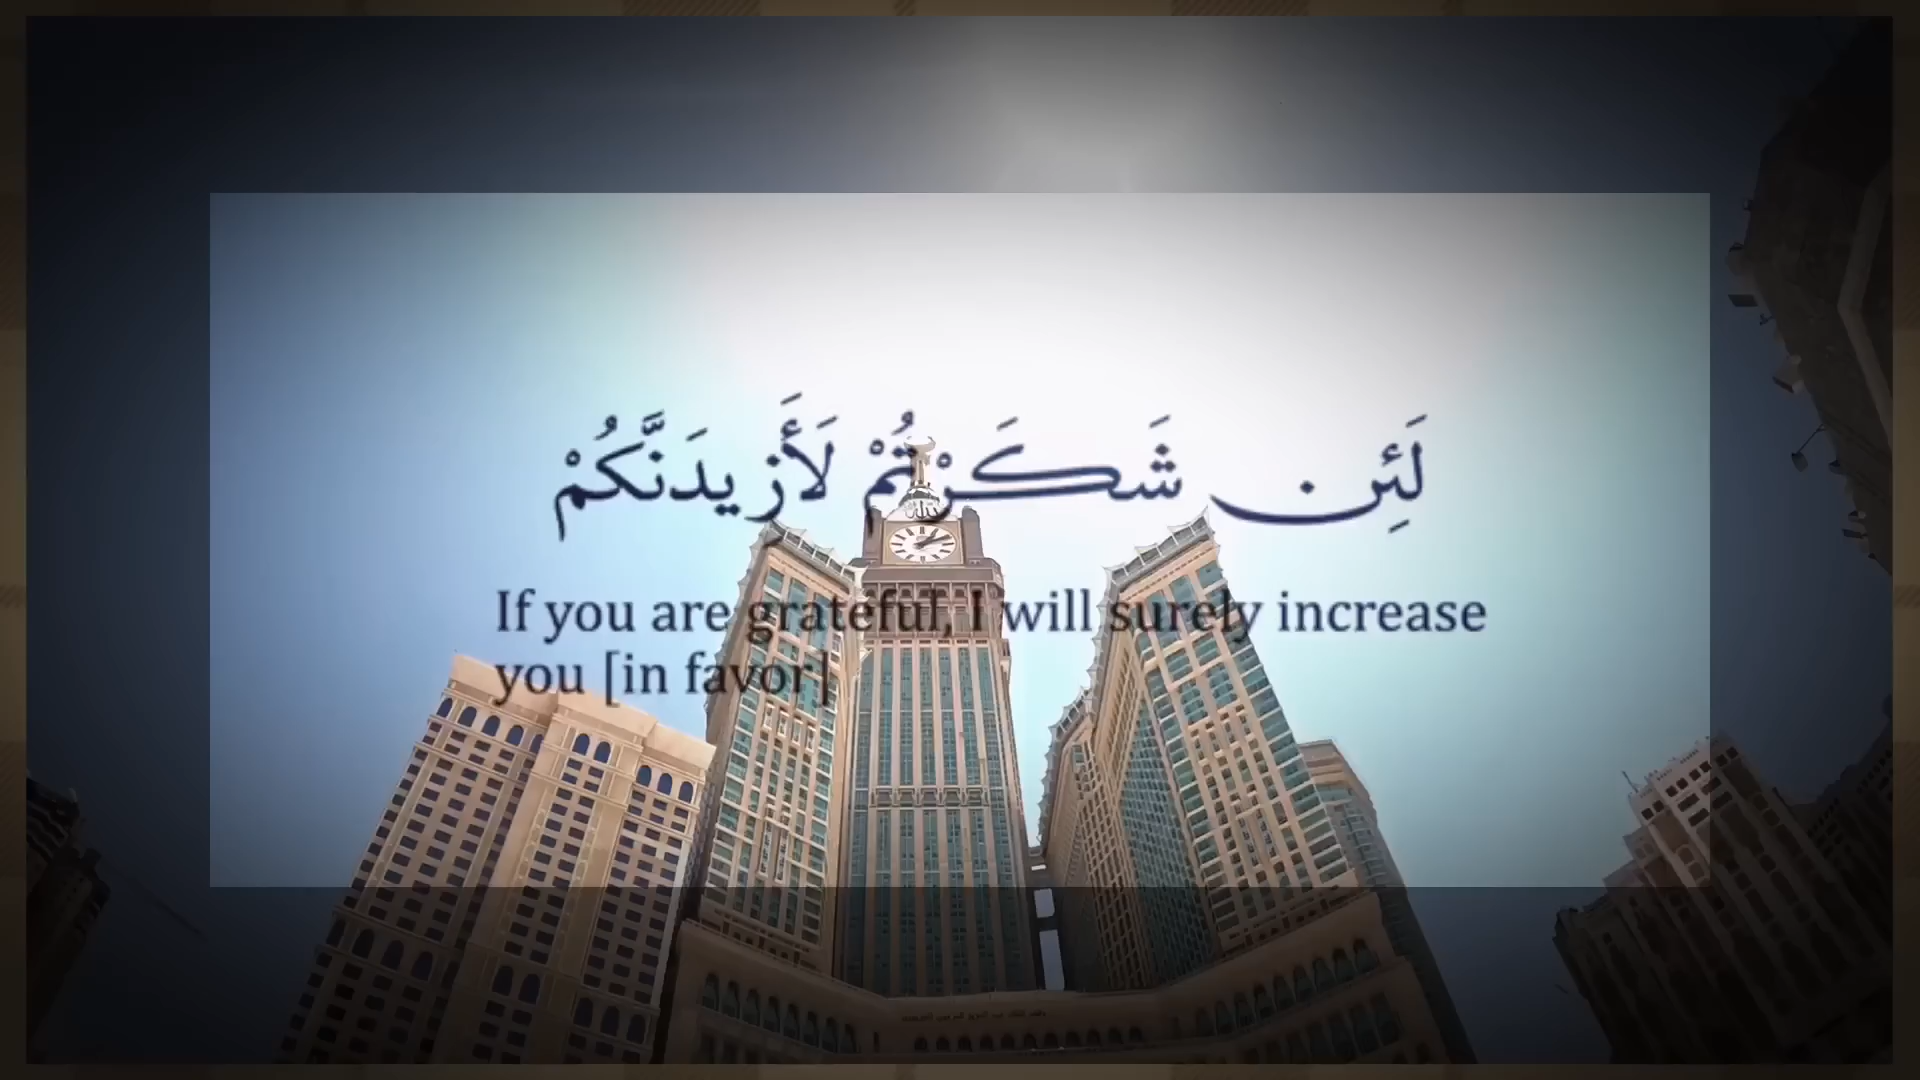 لَئِن شَكَرْتُمْ لَأَزِيدَنَّكُمْ
If you are grateful, I will surely increase
you [in favor]